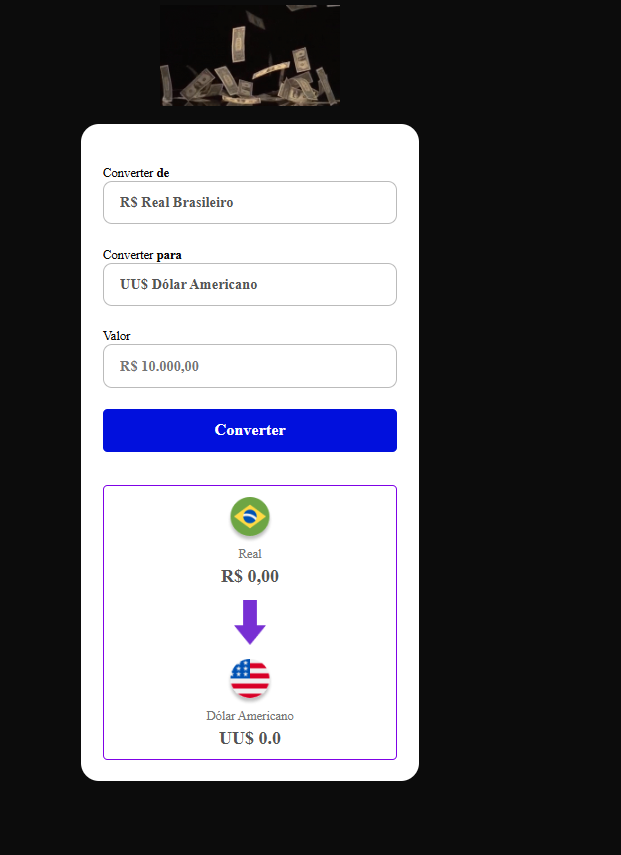 Converter de
R$ Real Brasileiro
Converter para
UU$ Dólar Americano
Valor
R$ 10.000,00
Converter
Real
R$ 0,00
Dólar Americano
UU$ 0.0